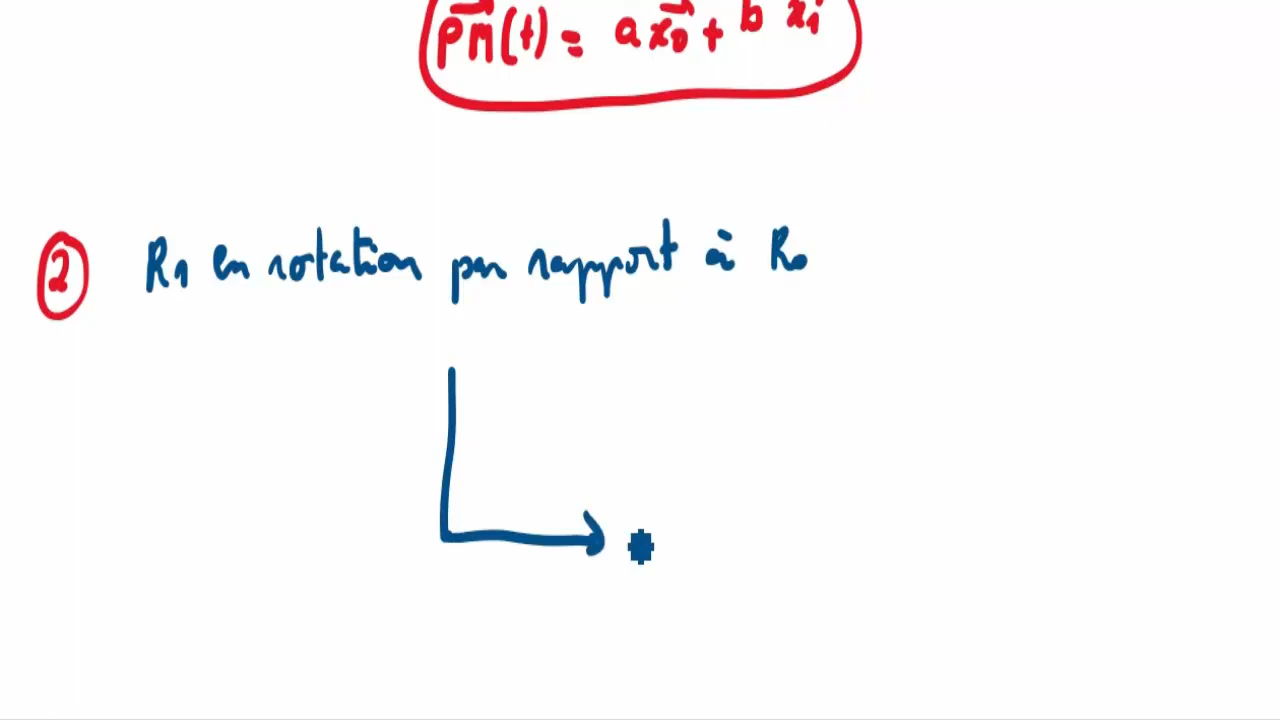 PM(t) = a x₀ + b x₁
② R₁ en rotation par rapport à R₀